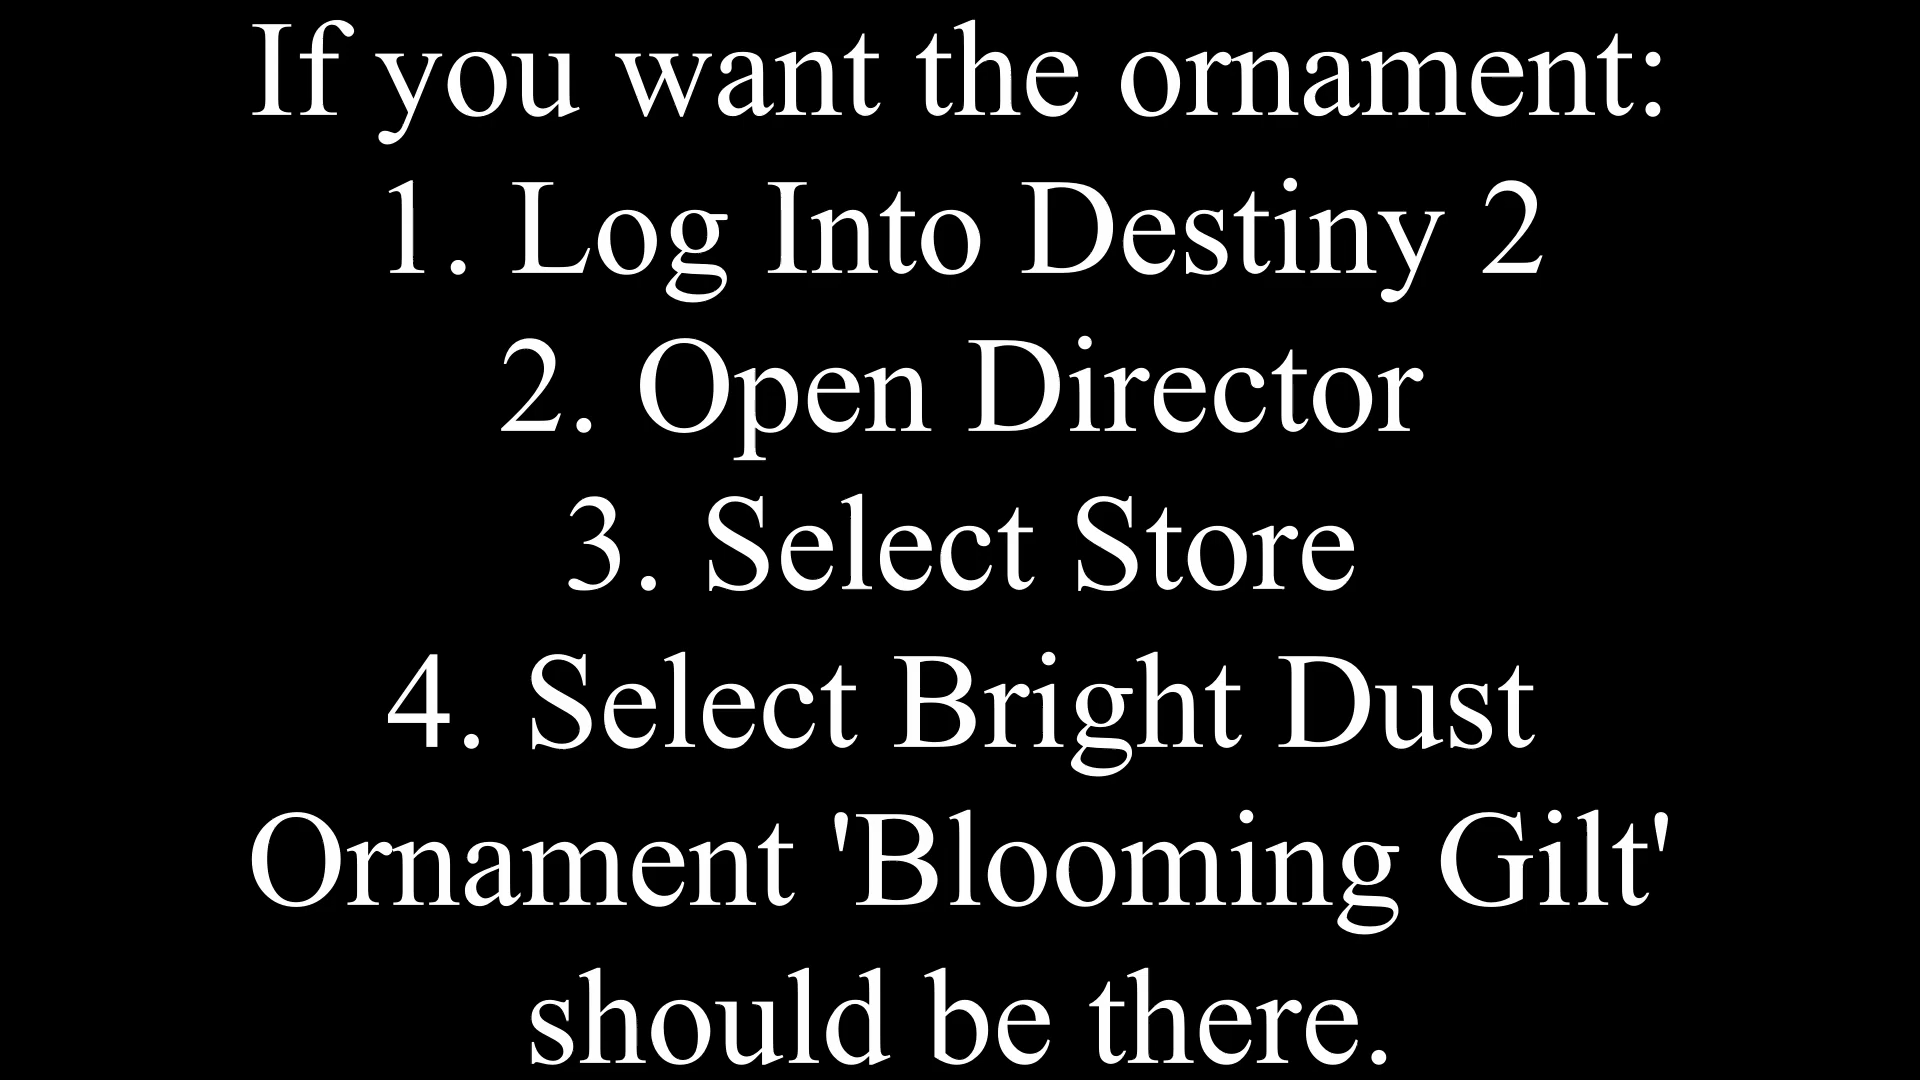 If you want the ornament:
1. Log Into Destiny 2
2. Open Director
3. Select Store
4. Select Bright Dust
Ornament 'Blooming Gilt'
should be there.